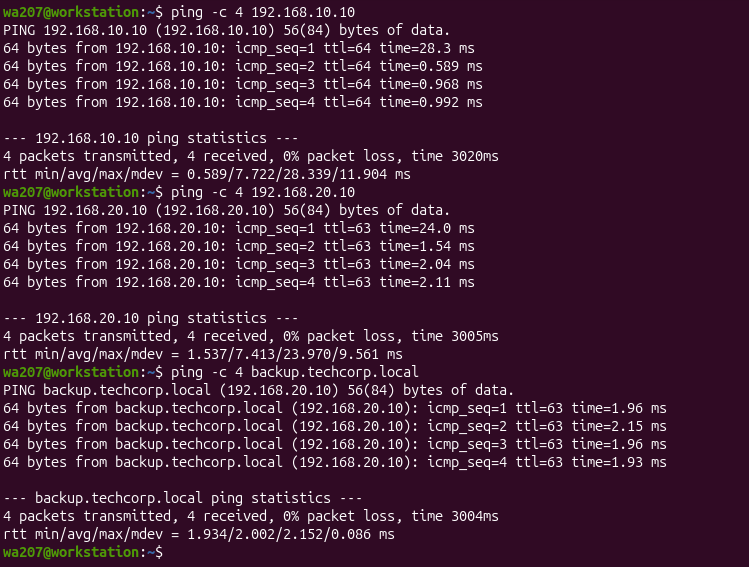 wa207@workstation:~$ ping -c 4 192.168.10.10
PING 192.168.10.10 (192.168.10.10) 56(84) bytes of data.
64 bytes from 192.168.10.10: icmp_seq=1 ttl=64 time=28.3 ms
64 bytes from 192.168.10.10: icmp_seq=2 ttl=64 time=0.589 ms
64 bytes from 192.168.10.10: icmp_seq=3 ttl=64 time=0.968 ms
64 bytes from 192.168.10.10: icmp_seq=4 ttl=64 time=0.992 ms

--- 192.168.10.10 ping statistics ---
4 packets transmitted, 4 received, 0% packet loss, time 3020ms
rtt min/avg/max/mdev = 0.589/7.722/28.339/11.904 ms
wa207@workstation:~$ ping -c 4 192.168.20.10
PING 192.168.20.10 (192.168.20.10) 56(84) bytes of data.
64 bytes from 192.168.20.10: icmp_seq=1 ttl=63 time=24.0 ms
64 bytes from 192.168.20.10: icmp_seq=2 ttl=63 time=1.54 ms
64 bytes from 192.168.20.10: icmp_seq=3 ttl=63 time=2.04 ms
64 bytes from 192.168.20.10: icmp_seq=4 ttl=63 time=2.11 ms

--- 192.168.20.10 ping statistics ---
4 packets transmitted, 4 received, 0% packet loss, time 3005ms
rtt min/avg/max/mdev = 1.537/7.413/23.970/9.561 ms
wa207@workstation:~$ ping -c 4 backup.techcorp.local
PING backup.techcorp.local (192.168.20.10) 56(84) bytes of data.
64 bytes from backup.techcorp.local (192.168.20.10): icmp_seq=1 ttl=63 time=1.96 ms
64 bytes from backup.techcorp.local (192.168.20.10): icmp_seq=2 ttl=63 time=2.15 ms
64 bytes from backup.techcorp.local (192.168.20.10): icmp_seq=3 ttl=63 time=1.96 ms
64 bytes from backup.techcorp.local (192.168.20.10): icmp_seq=4 ttl=63 time=1.93 ms

--- backup.techcorp.local ping statistics ---
4 packets transmitted, 4 received, 0% packet loss, time 3004ms
rtt min/avg/max/mdev = 1.934/2.002/2.152/0.086 ms
wa207@workstation:~$